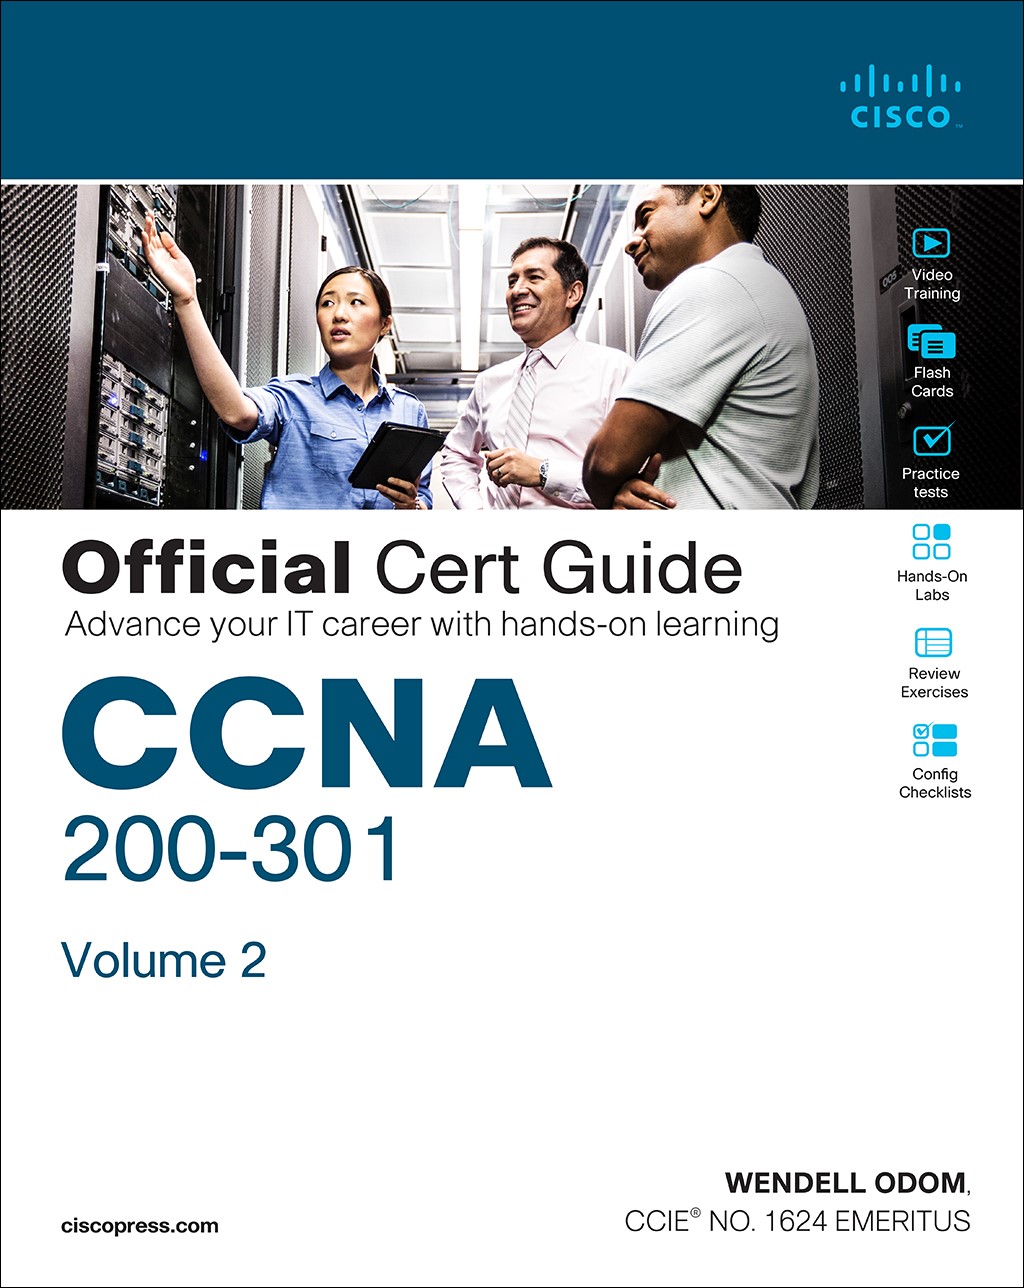 CISCO™
Video
Training
Flash
Cards
Practice
tests
Official Cert Guide
Advance your IT career with hands-on learning
CCNA
200-301
Volume 2
Hands-On
Labs
Review
Exercises
Config
Checklists
WENDELL ODOM,
CCIE® NO. 1624 EMERITUS
ciscopress.com